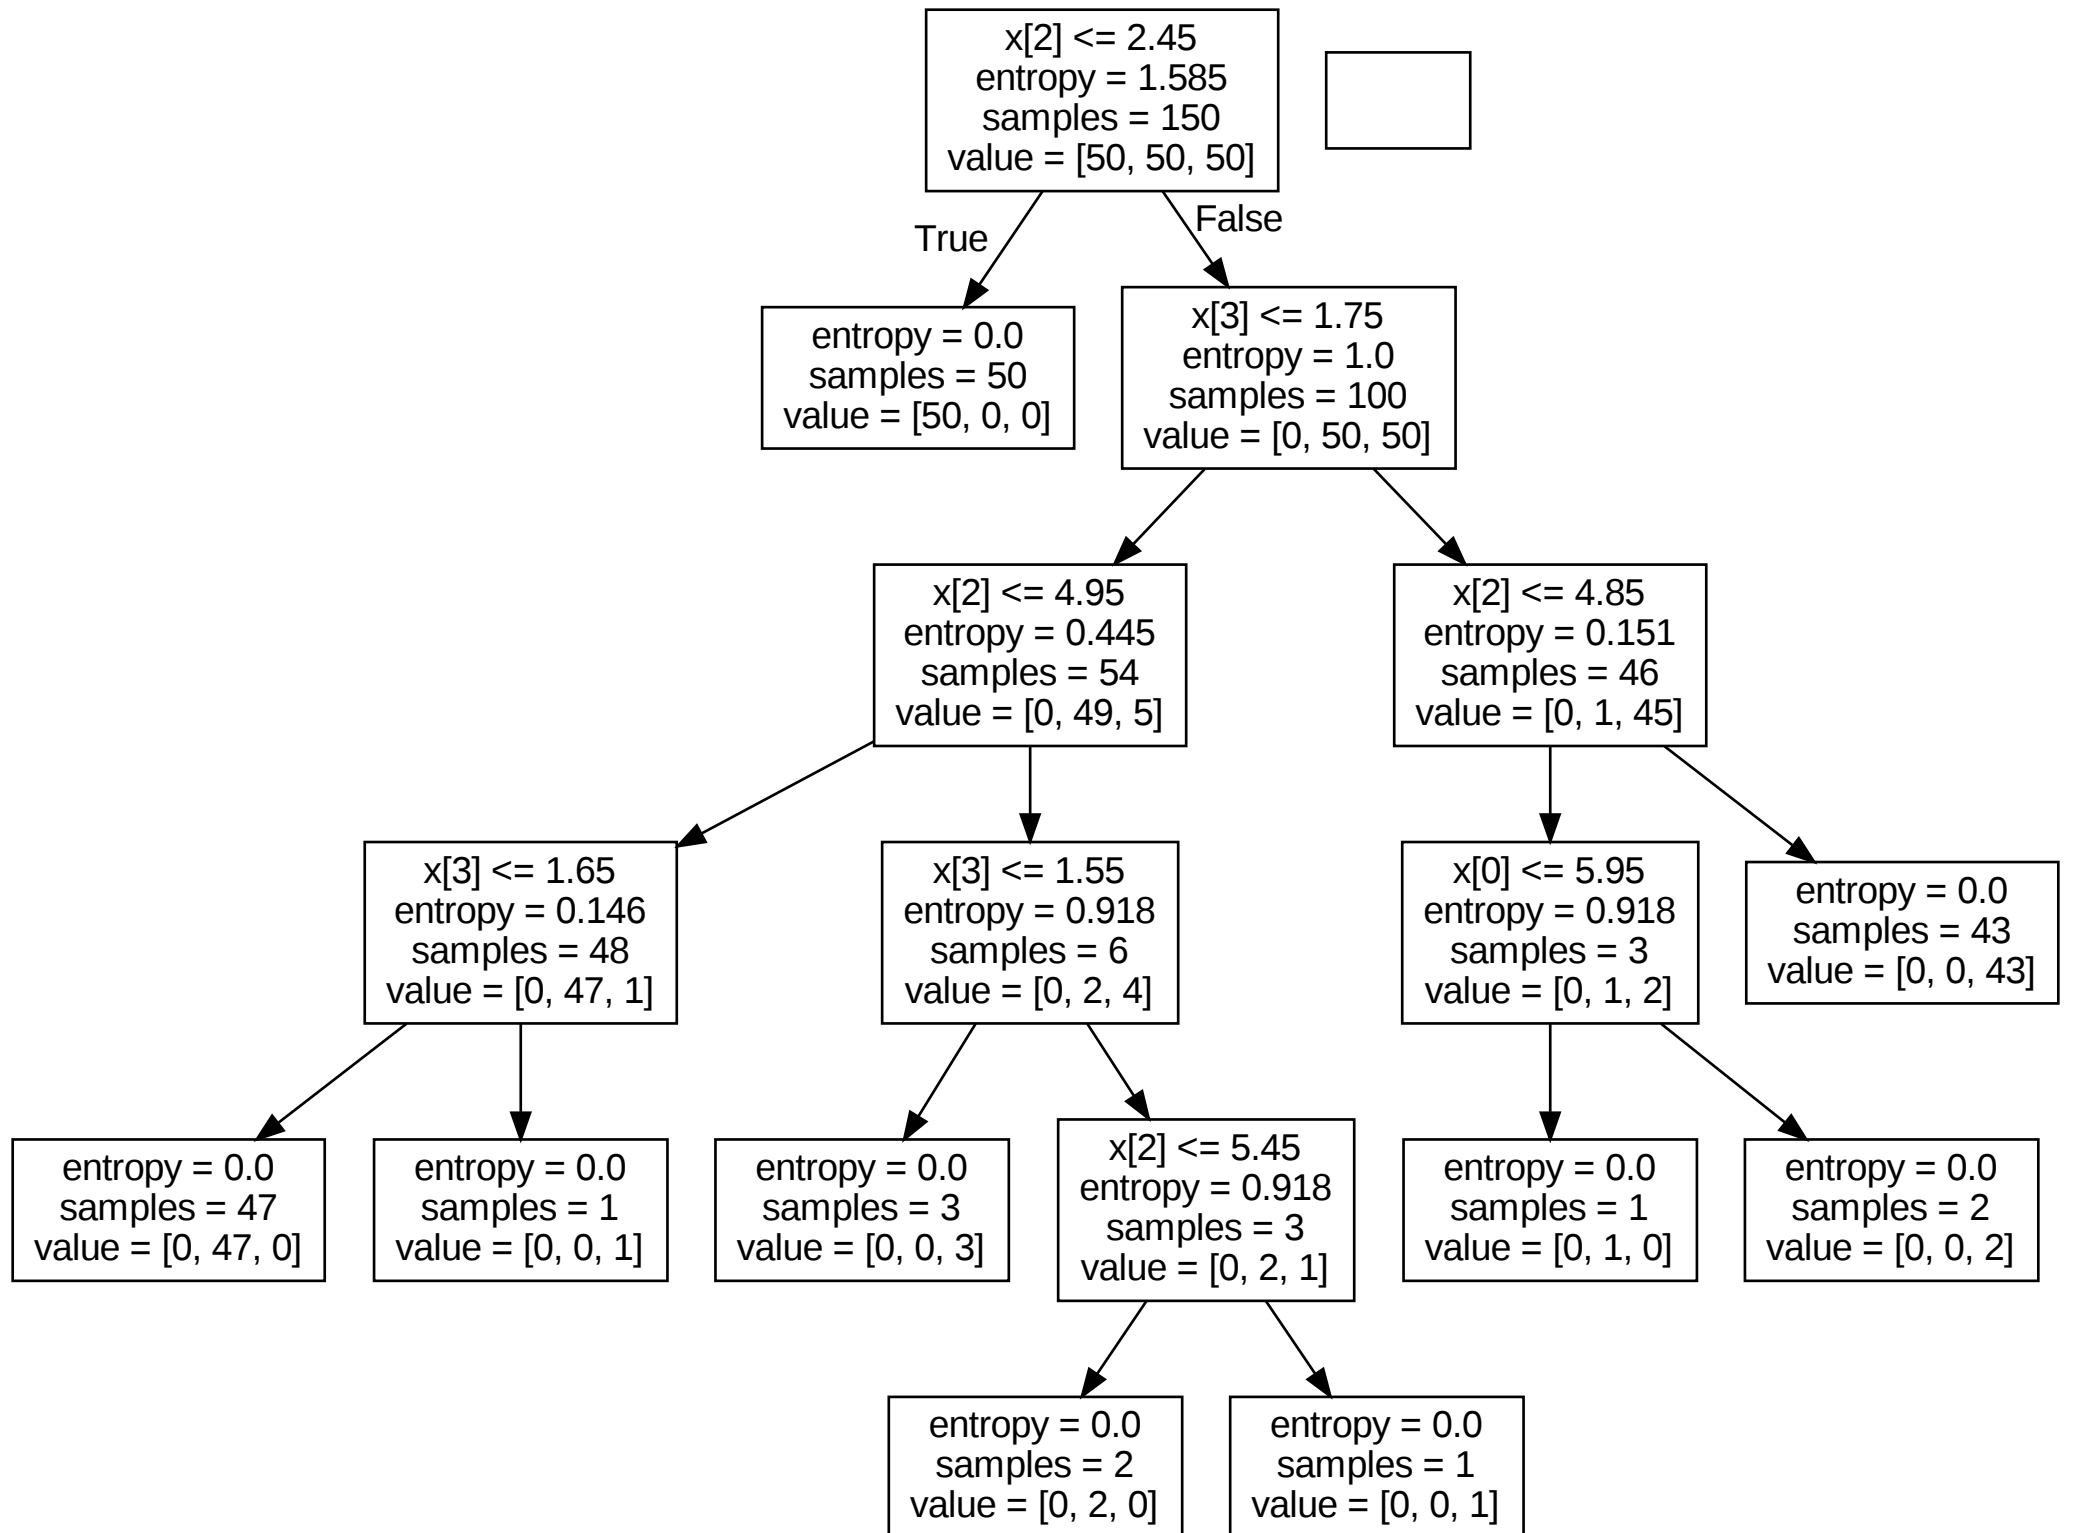 x[2] <= 2.45
entropy = 1.585
samples = 150
value = [50, 50, 50]
True
False
entropy = 0.0
samples = 50
value = [50, 0, 0]
x[3] <= 1.75
entropy = 1.0
samples = 100
value = [0, 50, 50]
x[2] <= 4.95
entropy = 0.445
samples = 54
value = [0, 49, 5]
x[2] <= 4.85
entropy = 0.151
samples = 46
value = [0, 1, 45]
x[3] <= 1.65
entropy = 0.146
samples = 48
value = [0, 47, 1]
x[3] <= 1.55
entropy = 0.918
samples = 6
value = [0, 2, 4]
x[0] <= 5.95
entropy = 0.918
samples = 3
value = [0, 1, 2]
entropy = 0.0
samples = 43
value = [0, 0, 43]
entropy = 0.0
samples = 47
value = [0, 47, 0]
entropy = 0.0
samples = 1
value = [0, 0, 1]
entropy = 0.0
samples = 3
value = [0, 0, 3]
x[2] <= 5.45
entropy = 0.918
samples = 3
value = [0, 2, 1]
entropy = 0.0
samples = 1
value = [0, 1, 0]
entropy = 0.0
samples = 2
value = [0, 0, 2]
entropy = 0.0
samples = 2
value = [0, 2, 0]
entropy = 0.0
samples = 1
value = [0, 0, 1]